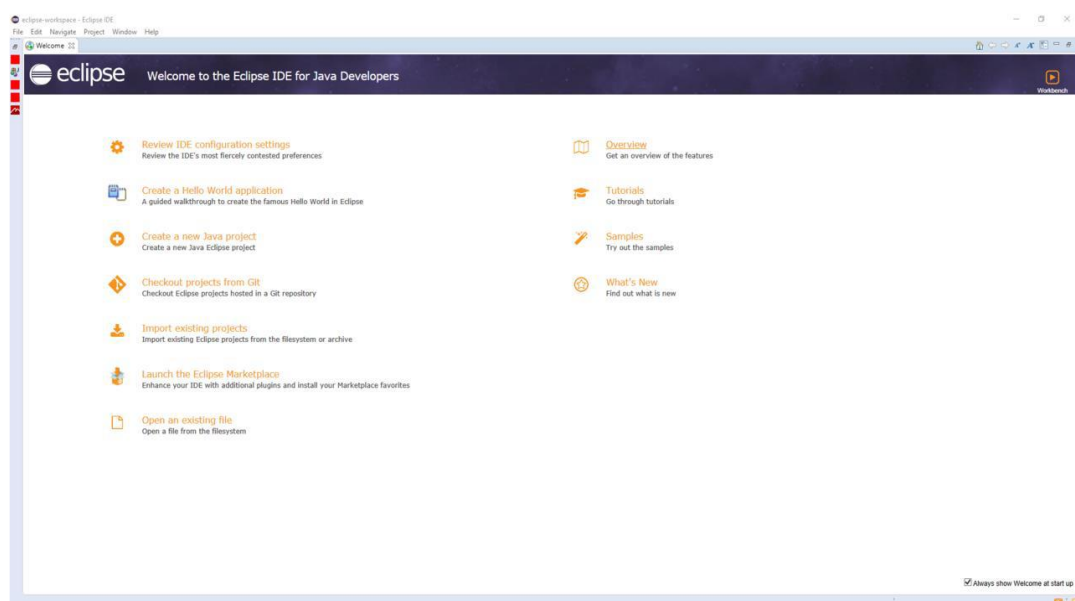 eclipse-workspace - Eclipse IDE
File Edit Navigate Project Window Help
Welcome
eclipse Welcome to the Eclipse IDE for Java Developers
Workbench
Review IDE configuration settings
Review the IDE's most fiercely contested preferences
Create a Hello World application
A guided walkthrough to create the famous Hello World in Eclipse
Create a new Java project
Create a new Java Eclipse project
Checkout projects from Git
Checkout Eclipse projects hosted in a Git repository
Import existing projects
Import existing Eclipse projects from the filesystem or archive
Launch the Eclipse Marketplace
Enhance your IDE with additional plugins and install your Marketplace favorites
Open an existing file
Open a file from the filesystem
Overview
Get an overview of the features
Tutorials
Go through tutorials
Samples
Try out the samples
What's New
Find out what is new
Always show Welcome at start up